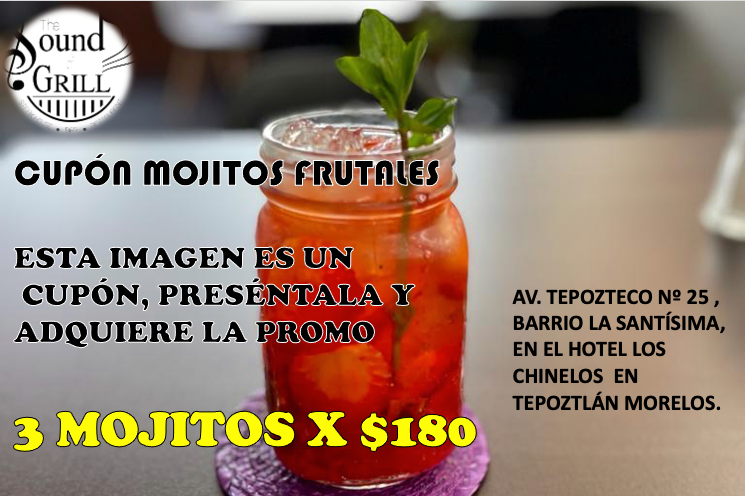 The
Sound
GRILL
CUPÓN MOJITOS FRUTALES
ESTA IMAGEN ES UN
CUPÓN, PRESÉNTALA Y
ADQUIERE LA PROMO
3 MOJITOS X $180
AV. TEPOZTECO Nº 25 ,
BARRIO LA SANTÍSIMA,
EN EL HOTEL LOS
CHINELOS EN
TEPOZTLÁN MORELOS.